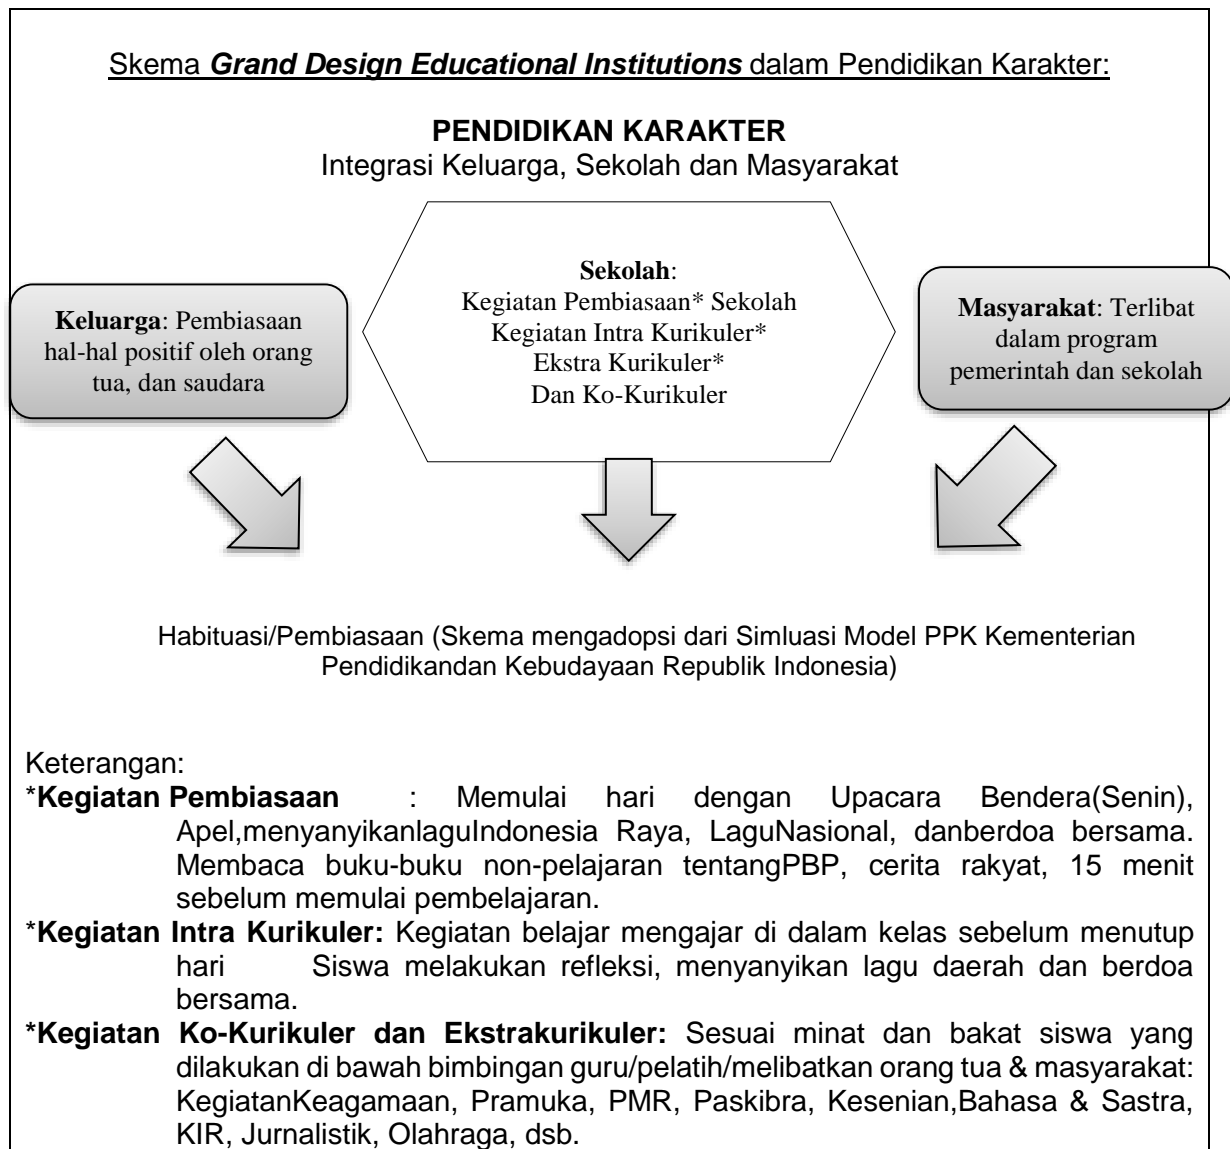 Skema Grand Design Educational Institutions dalam Pendidikan Karakter:
PENDIDIKAN KARAKTER
Integrasi Keluarga, Sekolah dan Masyarakat
Keluarga: Pembiasaan
hal-hal positif oleh orang
tua, dan saudara
Sekolah:
Kegiatan Pembiasaan* Sekolah
Kegiatan Intra Kurikuler*
Ekstra Kurikuler*
Dan Ko-Kurikuler
Masyarakat: Terlibat
dalam program
pemerintah dan sekolah
Habituasi/Pembiasaan (Skema mengadopsi dari Simluasi Model PPK Kementerian
Pendidikandan Kebudayaan Republik Indonesia)
Keterangan:
*Kegiatan Pembiasaan : Memulai hari dengan Upacara Bendera(Senin),
Apel,menyanyikanlaguIndonesia Raya, LaguNasional, danberdoa bersama.
Membaca buku-buku non-pelajaran tentangPBP, cerita rakyat, 15 menit
sebelum memulai pembelajaran.
*Kegiatan Intra Kurikuler: Kegiatan belajar mengajar di dalam kelas sebelum menutup
hari Siswa melakukan refleksi, menyanyikan lagu daerah dan berdoa
bersama.
*Kegiatan Ko-Kurikuler dan Ekstrakurikuler: Sesuai minat dan bakat siswa yang
dilakukan di bawah bimbingan guru/pelatih/melibatkan orang tua & masyarakat:
KegiatanKeagamaan, Pramuka, PMR, Paskibra, Kesenian,Bahasa & Sastra,
KIR, Jurnalistik, Olahraga, dsb.